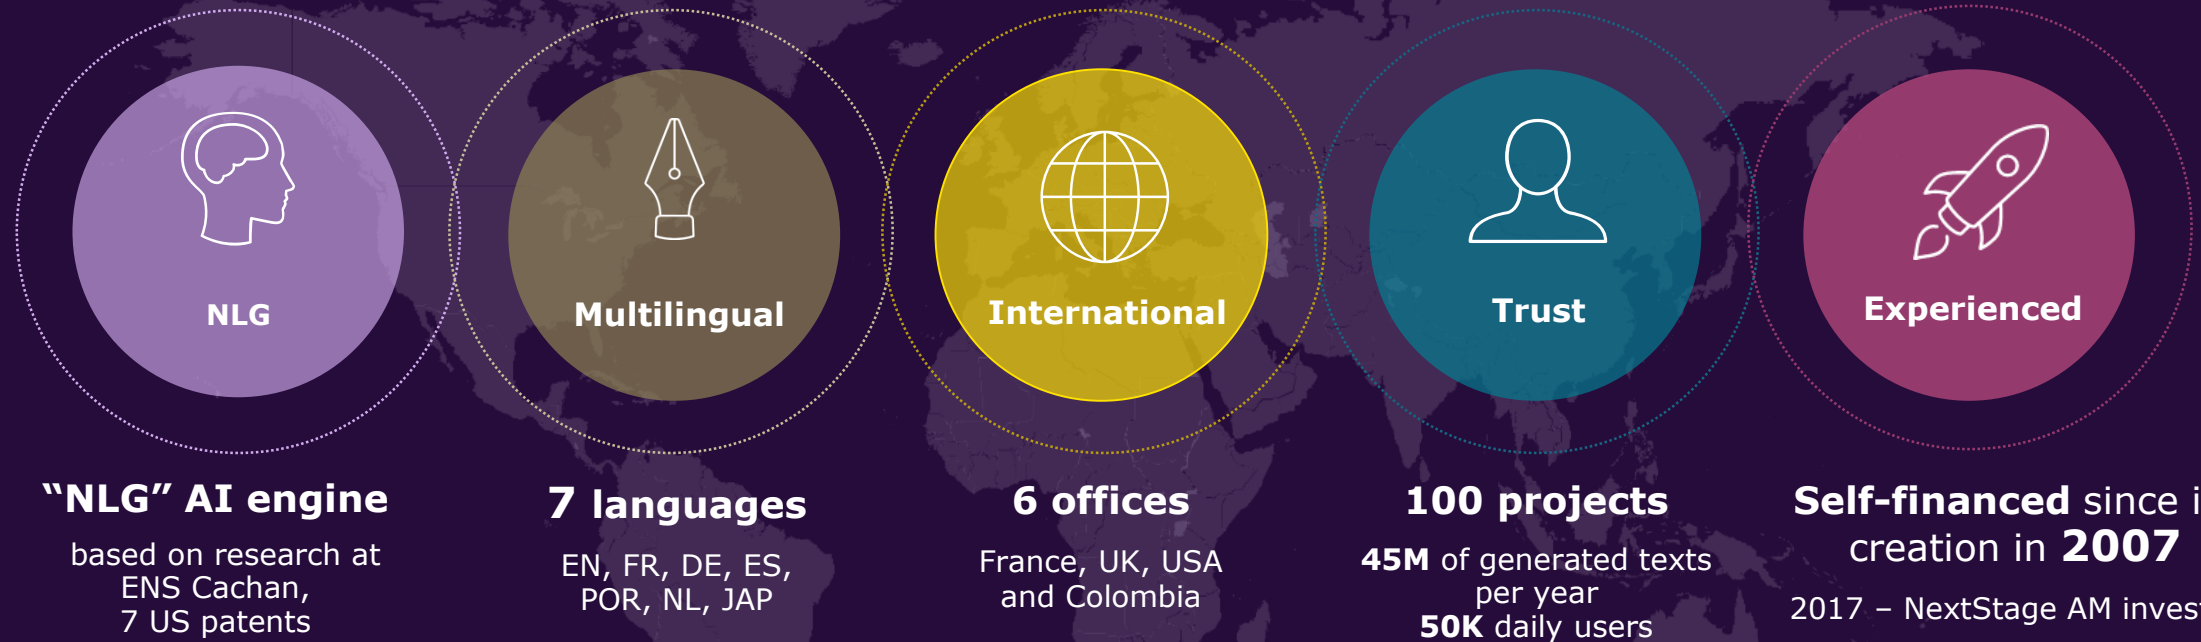 NLG
“NLG” AI engine
based on research at
ENS Cachan,
7 US patents
Multilingual
7 languages
EN, FR, DE, ES,
POR, NL, JAP
International
6 offices
France, UK, USA
and Colombia
Trust
100 projects
45M of generated texts
per year
50K daily users
Experienced
Self-financed since
creation in 2007
2017 – NextStage AM